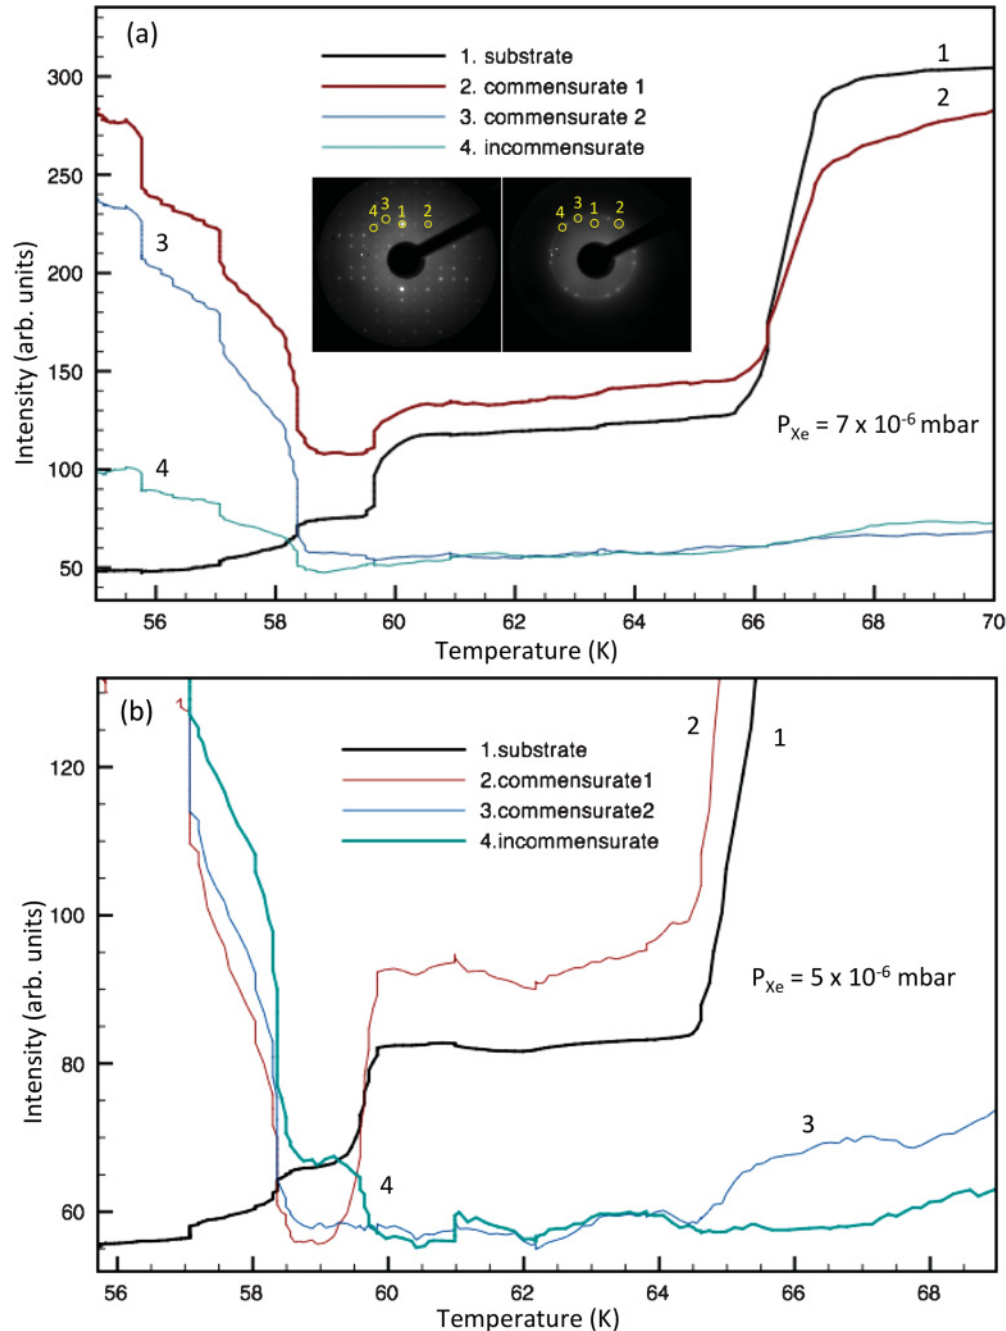 (a)
1. substrate
2. commensurate 1
3. commensurate 2
4. incommensurate
1
2
3
4
4 3 1 2
4 3 1 2
P_Xe = 7 x 10^-6 mbar
300
250
200
150
100
50
Intensity (arb. units)
56 58 60 62 64 66 68 70
Temperature (K)
(b)
1.substrate
2.commensurate1
3.commensurate2
4.incommensurate
2
1
P_Xe = 5 x 10^-6 mbar
3
4
120
100
80
60
Intensity (arb. units)
56 58 60 62 64 66 68
Temperature (K)